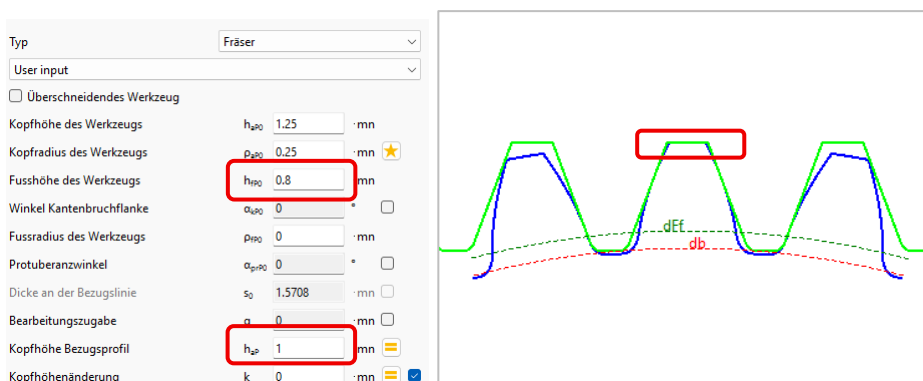 Typ Fräser
User input
Überschneidendes Werkzeug
Kopfhöhe des Werkzeugs haP0 1.25 ·mn
Kopfradius des Werkzeugs ρaP0 0.25 ·mn
Fusshöhe des Werkzeugs hfP0 0.8 mn
Winkel Kantenbruchflanke αkP0 0 °
Fussradius des Werkzeugs ρfP0 0 ·mn
Protuberanzwinkel αprP0 0 °
Dicke an der Bezugslinie s0 1.5708 ·mn
Bearbeitungszugabe q 0 ·mn
Kopfhöhe Bezugsprofil haP 1 mn
Kopfhöhenänderung k 0 ·mn
dEf
db